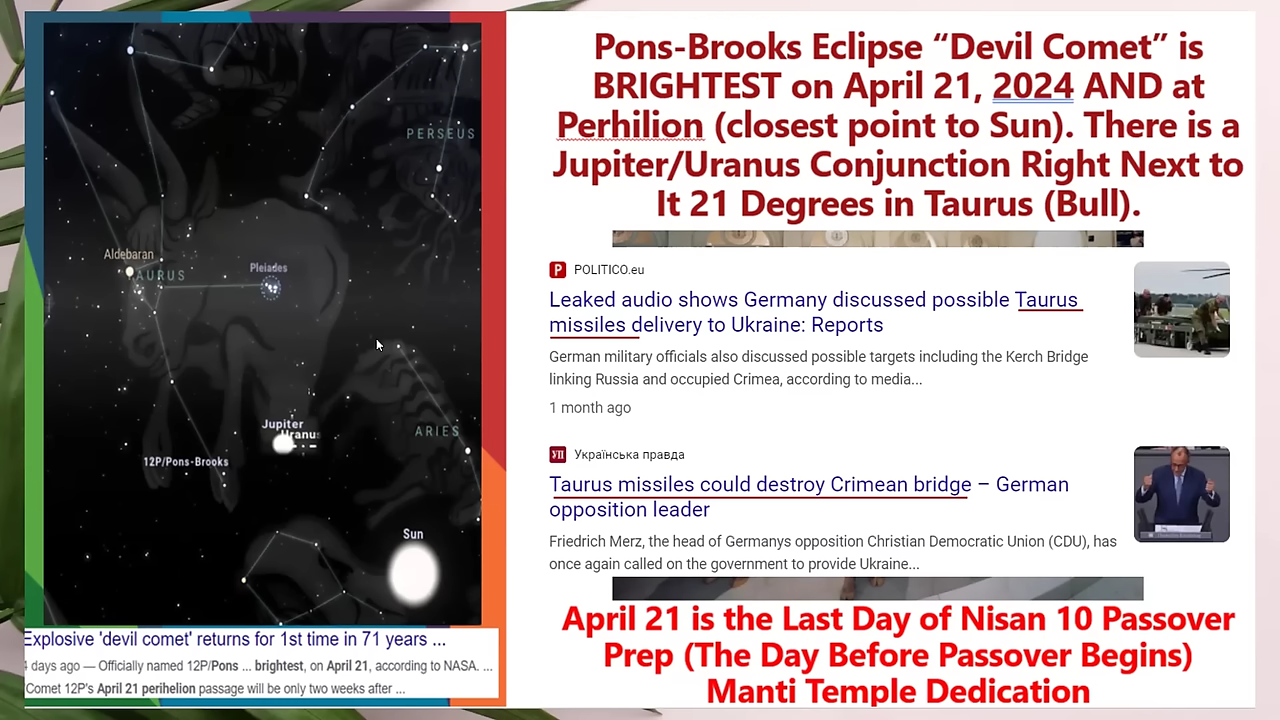 PERSEUS
Aldebaran
AURUS
Pleiades
Jupiter
Uranus
ARIES
12P/Pons-Brooks
Sun
Explosive 'devil comet' returns for 1st time in 71 years ...
days ago — Officially named 12P/Pons ... brightest, on April 21, according to NASA. ...
Comet 12P's April 21 perihelion passage will be only two weeks after ...
Pons-Brooks Eclipse “Devil Comet” is
BRIGHTEST on April 21, 2024 AND at
Perhilion (closest point to Sun). There is a
Jupiter/Uranus Conjunction Right Next to
It 21 Degrees in Taurus (Bull).
P POLITICO.eu
Leaked audio shows Germany discussed possible Taurus
missiles delivery to Ukraine: Reports
German military officials also discussed possible targets including the Kerch Bridge
linking Russia and occupied Crimea, according to media...
1 month ago
УП Українська правда
Taurus missiles could destroy Crimean bridge – German
opposition leader
Friedrich Merz, the head of Germanys opposition Christian Democratic Union (CDU), has
once again called on the government to provide Ukraine...
April 21 is the Last Day of Nisan 10 Passover
Prep (The Day Before Passover Begins)
Manti Temple Dedication